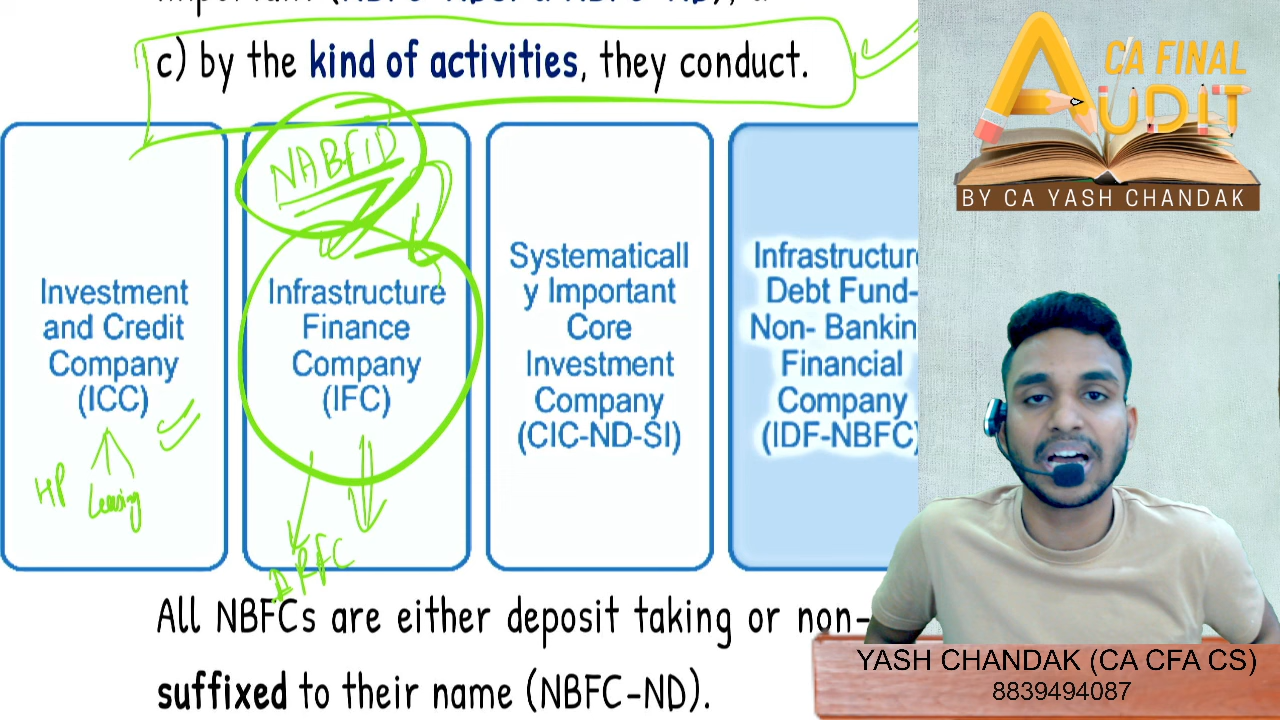 c) by the kind of activities, they conduct.
NABFID
Investment
and Credit
Company
(ICC)
HP Leasing
Infrastructure
Finance
Company
(IFC)
Systematicall
y Important
Core
Investment
Company
(CIC-ND-SI)
Infrastructure
Debt Fund-
Non- Bankin
Financial
Company
(IDF-NBFC)
All NBFCs are either deposit taking or non-
suffixed to their name (NBFC-ND).
CA FINAL
AUDIT
BY CA YASH CHANDAK
YASH CHANDAK (CA CFA CS)
8839494087